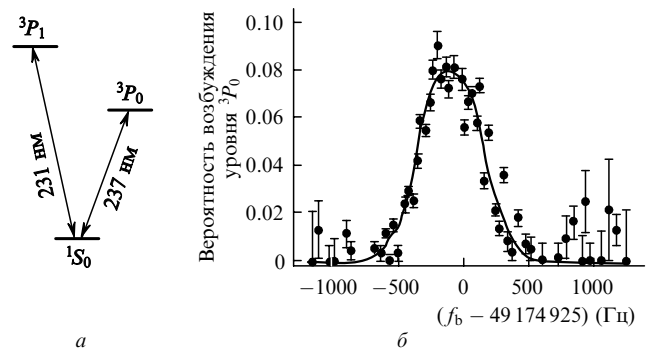 ³P₁
³P₀
231 нм
237 нм
¹S₀
а
Вероятность возбуждения
уровня ³P₀
0.10
0.08
0.06
0.04
0.02
0
−1000 −500 0 500 1000
(f_b − 49 174 925) (Гц)
б